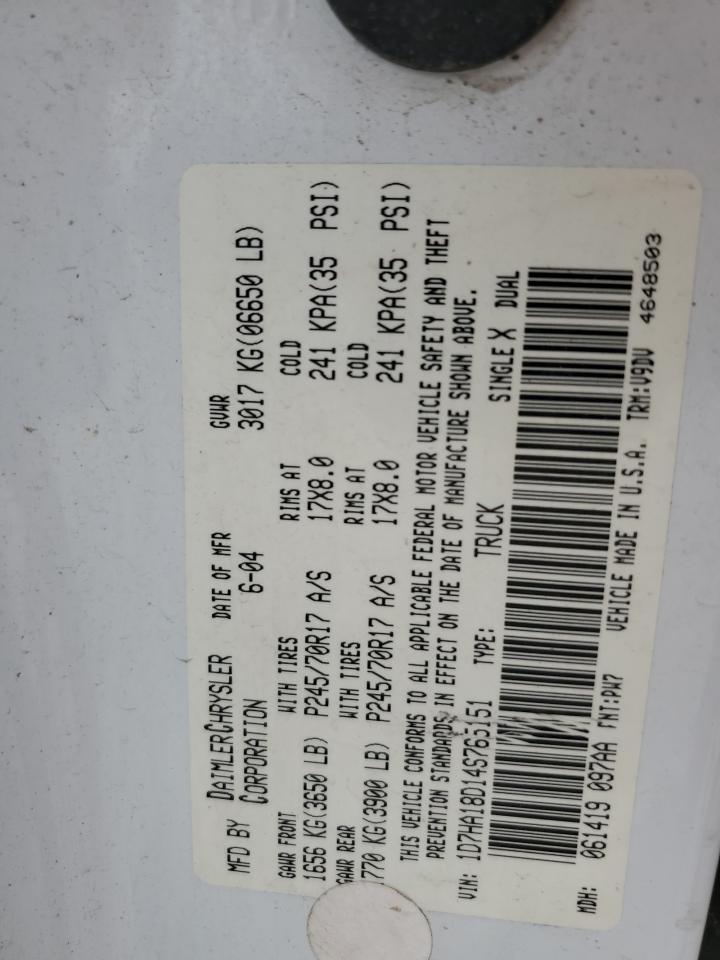 MFD BY DAIMLERCHRYSLER DATE OF MFR GVWR
CORPORATION 6-04 3017 KG(06650 LB)
GAWR FRONT WITH TIRES RIMS AT COLD
1656 KG(3650 LB) P245/70R17 A/S 17X8.0 241 KPA(35 PSI)
GAWR REAR WITH TIRES RIMS AT COLD
770 KG(3900 LB) P245/70R17 A/S 17X8.0 241 KPA(35 PSI)
THIS VEHICLE CONFORMS TO ALL APPLICABLE FEDERAL MOTOR VEHICLE SAFETY AND THEFT
PREVENTION STANDARDS IN EFFECT ON THE DATE OF MANUFACTURE SHOWN ABOVE.
VIN: 1D7HA18D14S765151 TYPE: TRUCK SINGLE X DUAL
MDH: 061419 097AA PNT:PW7 VEHICLE MADE IN U.S.A. TRM:V9DV 4648503